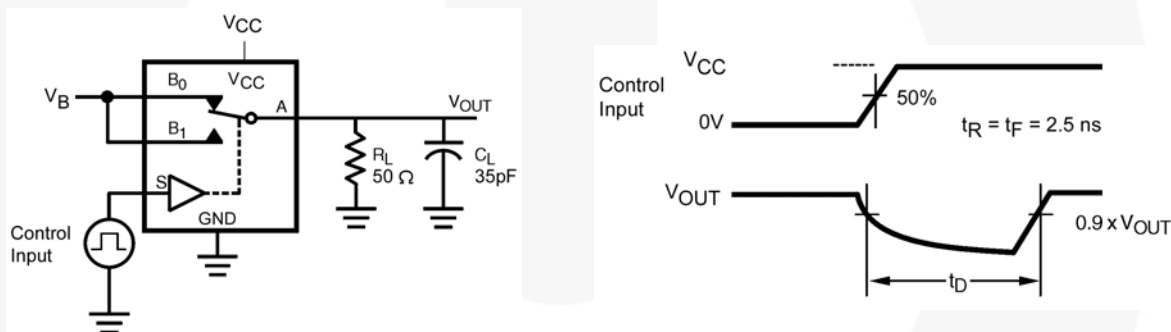 VCC
VCC
B0
VB
A
VOUT
B1
RL
50 Ω
CL
35pF
S
GND
Control
Input
VCC
Control
Input
50%
0V
tR = tF = 2.5 ns
VOUT
0.9 x VOUT
tD